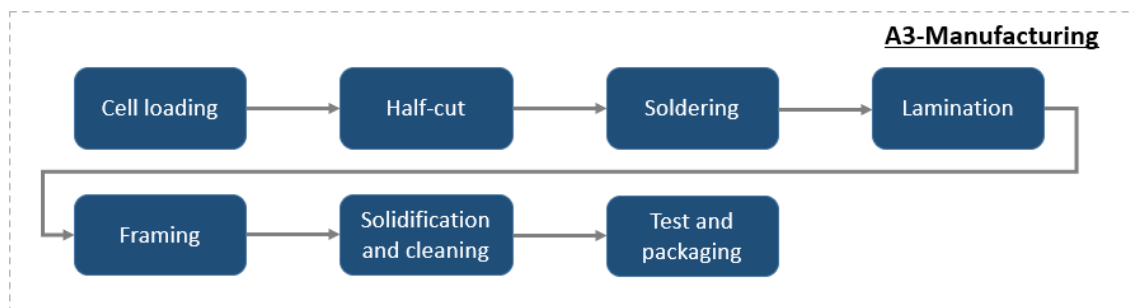 A3-Manufacturing
Cell loading
Half-cut
Soldering
Lamination
Framing
Solidification
and cleaning
Test and
packaging